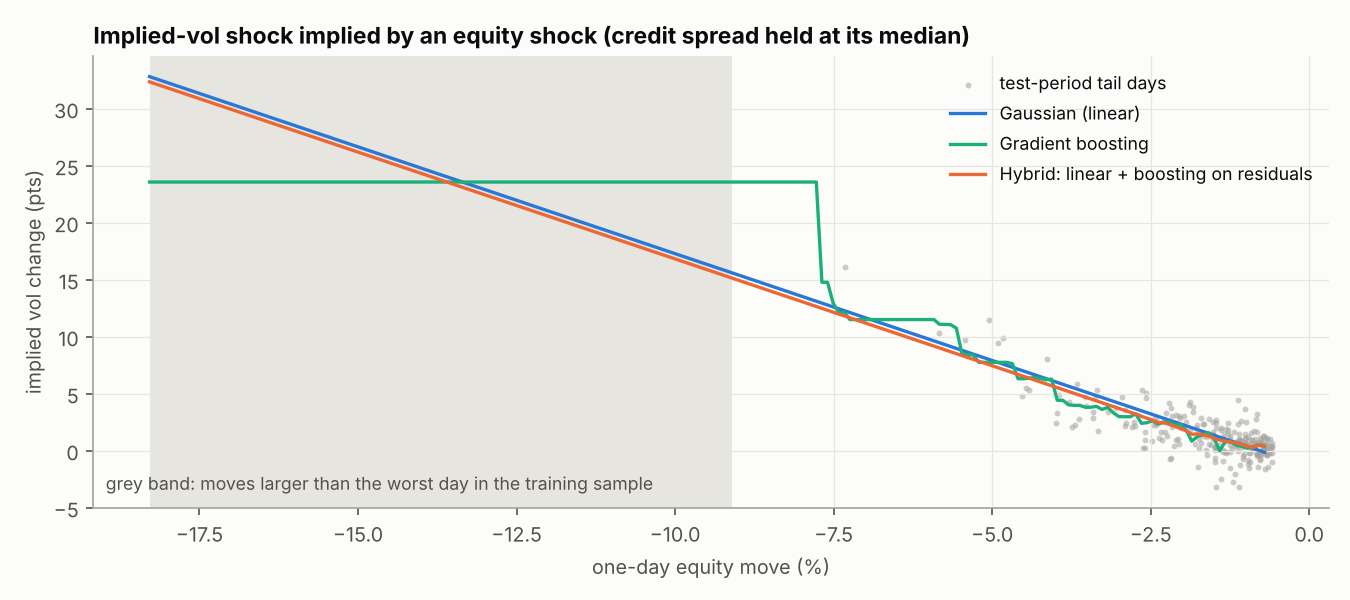 Implied-vol shock implied by an equity shock (credit spread held at its median)
test-period tail days
Gaussian (linear)
Gradient boosting
Hybrid: linear + boosting on residuals
implied vol change (pts)
30
25
20
15
10
5
0
−5
grey band: moves larger than the worst day in the training sample
−17.5
−15.0
−12.5
−10.0
−7.5
−5.0
−2.5
0.0
one-day equity move (%)